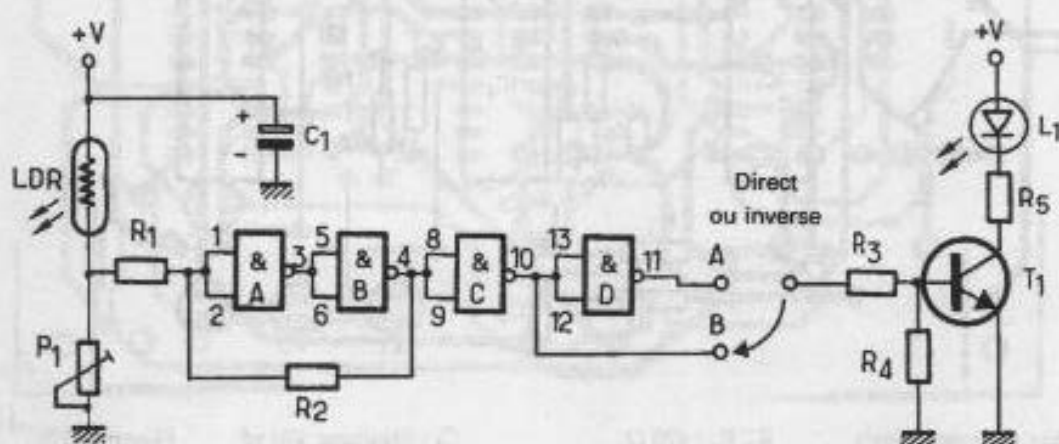 +V
+V
C1
+
-
L1
LDR
Direct
ou inverse
R5
R1
1
5
8
13
R3
&
3
&
4
&
10
&
11
A
T1
A
B
C
D
2
6
9
12
B
P1
R4
R2